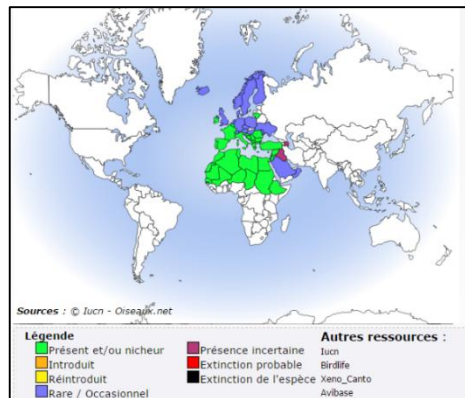 Sources : © Iucn - Oiseaux.net
Légende
Présent et/ou nicheur
Introduit
Réintroduit
Rare / Occasionnel
Présence incertaine
Extinction probable
Extinction de l'espèce
Autres ressources :
Iucn
Birdlife
Xeno_Canto
Avibase